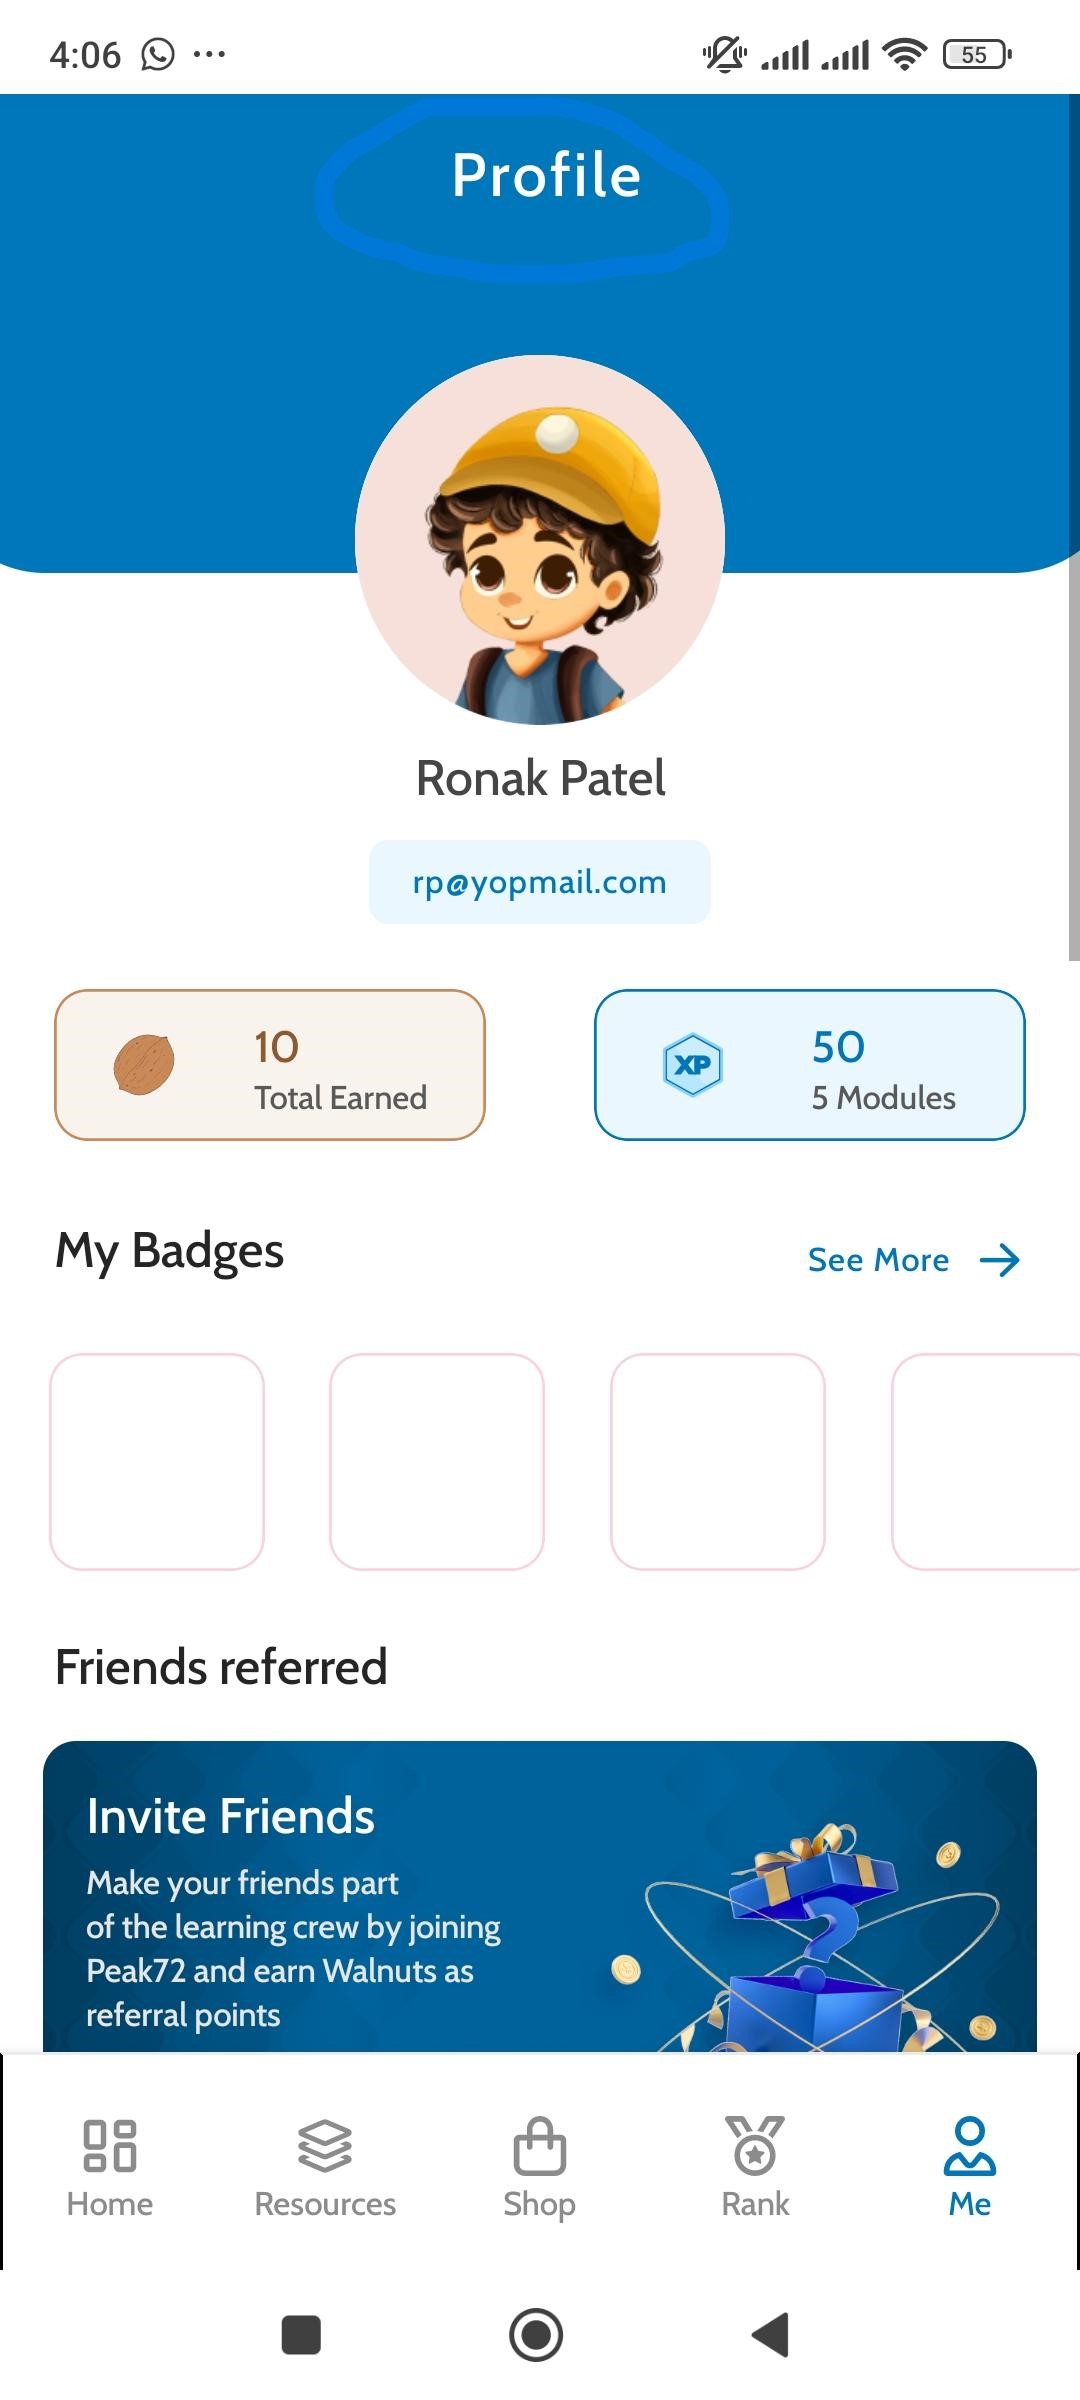 4:06
55
Profile
Ronak Patel
rp@yopmail.com
10
Total Earned
XP
50
5 Modules
My Badges
See More
Friends referred
Invite Friends
Make your friends part
of the learning crew by joining
Peak72 and earn Walnuts as
referral points
Home
Resources
Shop
Rank
Me